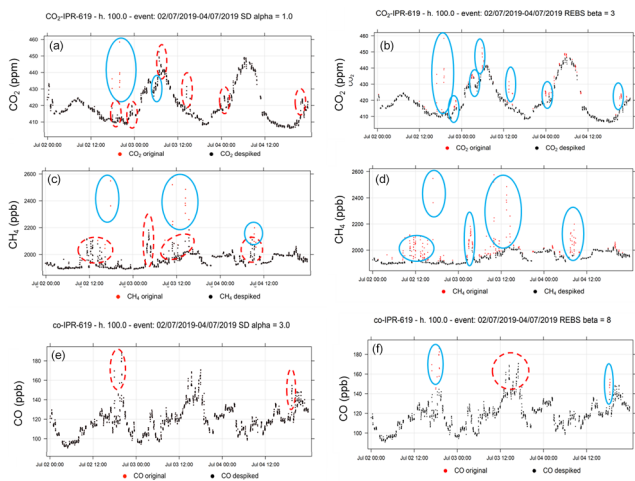 CO2-IPR-619 - h. 100.0 - event: 02/07/2019-04/07/2019 SD alpha = 1.0
(a)
CO2 (ppm)
460
450
440
430
420
410
Jul 02 00:00 Jul 02 12:00 Jul 03 00:00 Jul 03 12:00 Jul 04 00:00 Jul 04 12:00
CO2 original CO2 despiked
CO2-IPR-619 - h. 100.0 - event: 02/07/2019-04/07/2019 REBS beta = 3
(b)
CO2 (ppm)
CO2
460
450
440
430
420
410
Jul 02 00:00 Jul 02 12:00 Jul 03 00:00 Jul 03 12:00 Jul 04 00:00 Jul 04 12:00
CO2 original CO2 despiked
(c)
CH4 (ppb)
2600
2400
2200
2000
Jul 02 00:00 Jul 02 12:00 Jul 03 00:00 Jul 03 12:00 Jul 04 00:00 Jul 04 12:00
CH4 original CH4 despiked
(d)
CH4 (ppb)
2600
2400
2200
2000
Jul 02 00:00 Jul 02 12:00 Jul 03 00:00 Jul 03 12:00 Jul 04 00:00 Jul 04 12:00
CH4 original CH4 despiked
co-IPR-619 - h. 100.0 - event: 02/07/2019-04/07/2019 SD alpha = 3.0
(e)
CO (ppb)
180
160
140
120
100
Jul 02 00:00 Jul 02 12:00 Jul 03 00:00 Jul 03 12:00 Jul 04 00:00 Jul 04 12:00
CO original CO despiked
co-IPR-619 - h. 100.0 - event: 02/07/2019-04/07/2019 REBS beta = 8
(f)
CO (ppb)
180
160
140
120
100
Jul 02 00:00 Jul 02 12:00 Jul 03 00:00 Jul 03 12:00 Jul 04 00:00 Jul 04 12:00
CO original CO despiked